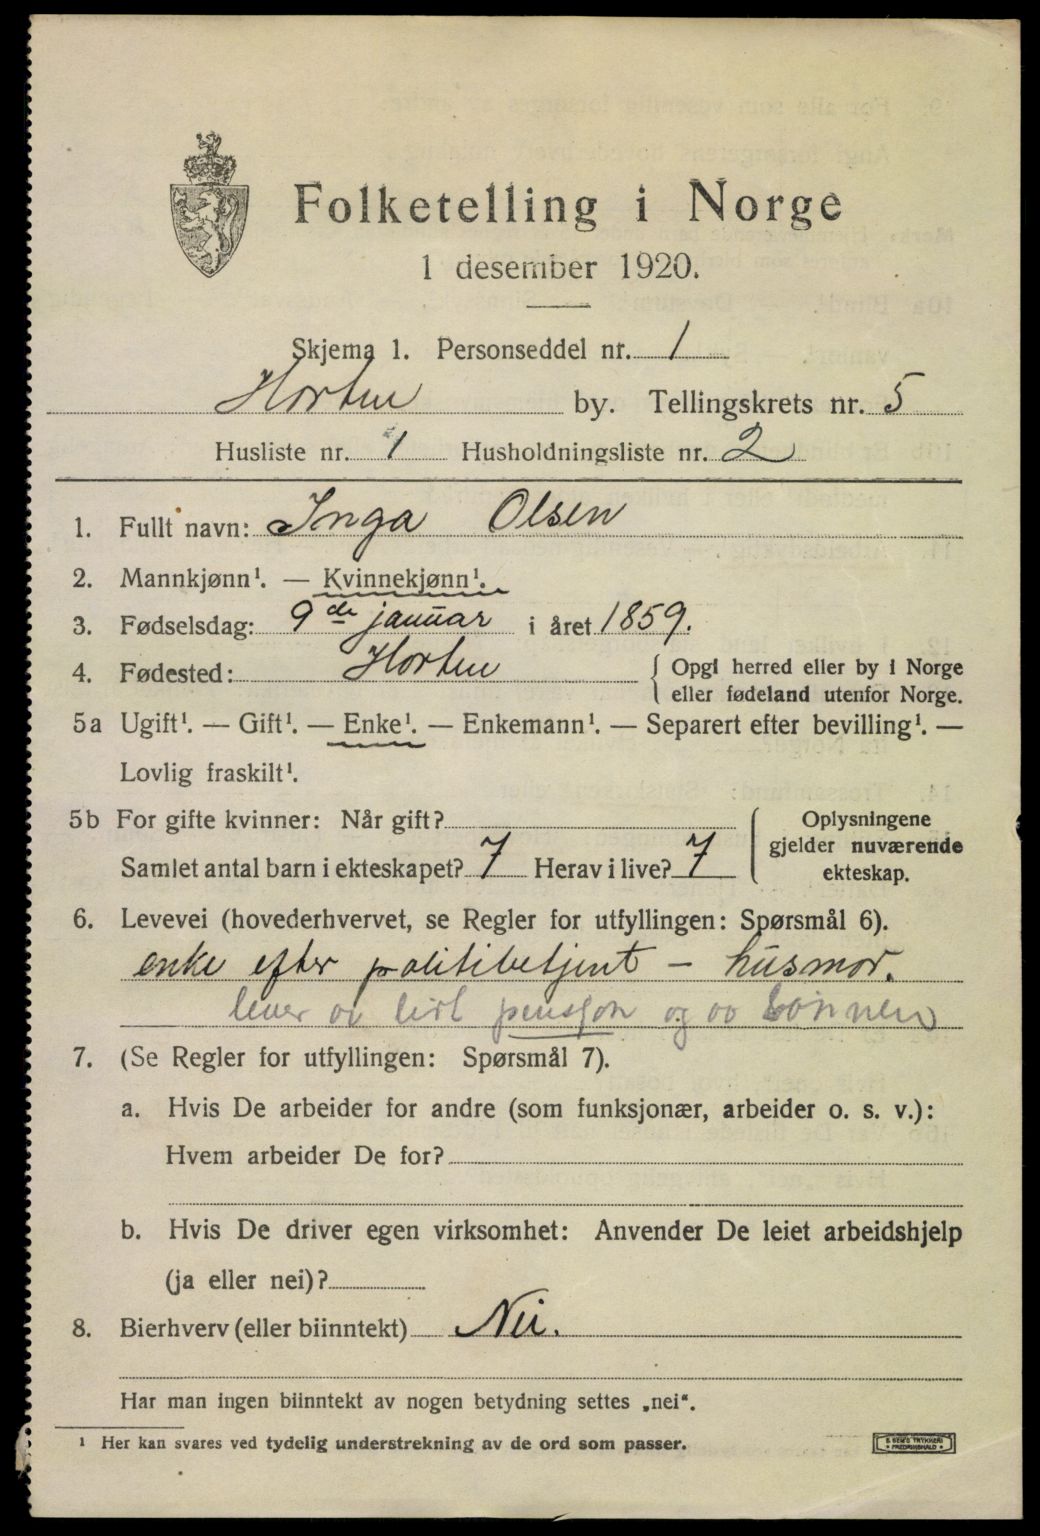 Folketelling i Norge
1 desember 1920.
Skjema 1. Personseddel nr. 1
Horten by. Tellingskrets nr. 5
Husliste nr. 1 Husholdningsliste nr. 2
1. Fullt navn: Inga Olsen
2. Mannkjønn¹. — Kvinnekjønn¹.
3. Fødselsdag: 9de januar i året 1859.
4. Fødested: Horten { Opgi herred eller by i Norge
eller fødeland utenfor Norge.
5a Ugift¹. — Gift¹. — Enke¹. — Enkemann¹. — Separert efter bevilling¹. —
Lovlig fraskilt¹.
5b For gifte kvinner: Når gift?
Samlet antal barn i ekteskapet? 7 Herav i live? 7
Oplysningene
gjelder nuværende
ekteskap.
6. Levevei (hovederhvervet, se Regler for utfyllingen: Spørsmål 6).
enke efter politibetjent – husmor.
lever av litt pensjon og av sønnen
7. (Se Regler for utfyllingen: Spørsmål 7).
a. Hvis De arbeider for andre (som funksjonær, arbeider o. s. v.):
Hvem arbeider De for?
b. Hvis De driver egen virksomhet: Anvender De leiet arbeidshjelp
(ja eller nei)?
8. Bierhverv (eller biinntekt) Nei.
Har man ingen biinntekt av nogen betydning settes „nei“.
¹ Her kan svares ved tydelig understrekning av de ord som passer.
TRYKKERI
FREDRIKSHALD